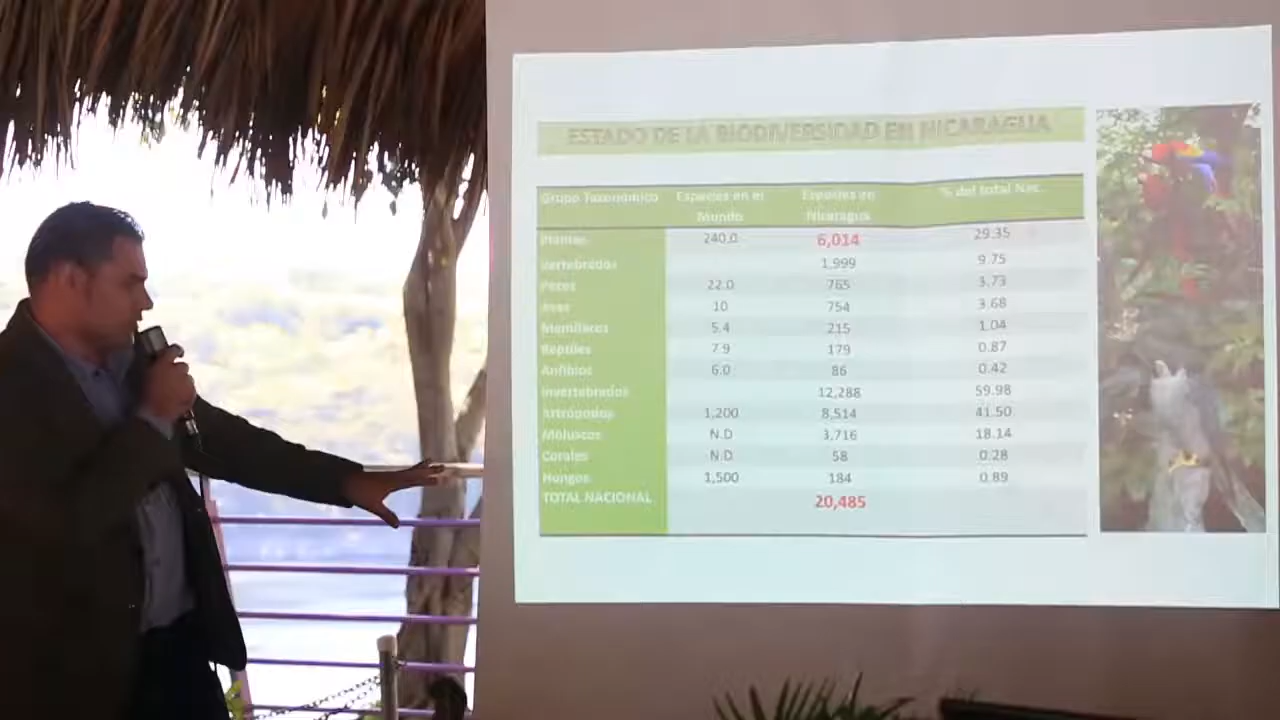 ESTADO DE LA BIODIVERSIDAD EN NICARAGUA
Grupo Taxonómico Especies en el Mundo Especies en Nicaragua % del total Nac.
Plantas 240.0 6,014 29.35
Vertebrados 1,999 9.75
Peces 22.0 765 3.73
Aves 10 754 3.68
Mamíferos 5.4 215 1.04
Reptiles 7.9 179 0.87
Anfibios 6.0 86 0.42
Invertebrados 12,288 59.98
Artrópodos 1,200 8,514 41.50
Moluscos N.D 3,716 18.14
Corales N.D 58 0.28
Hongos 1,500 184 0.89
TOTAL NACIONAL 20,485